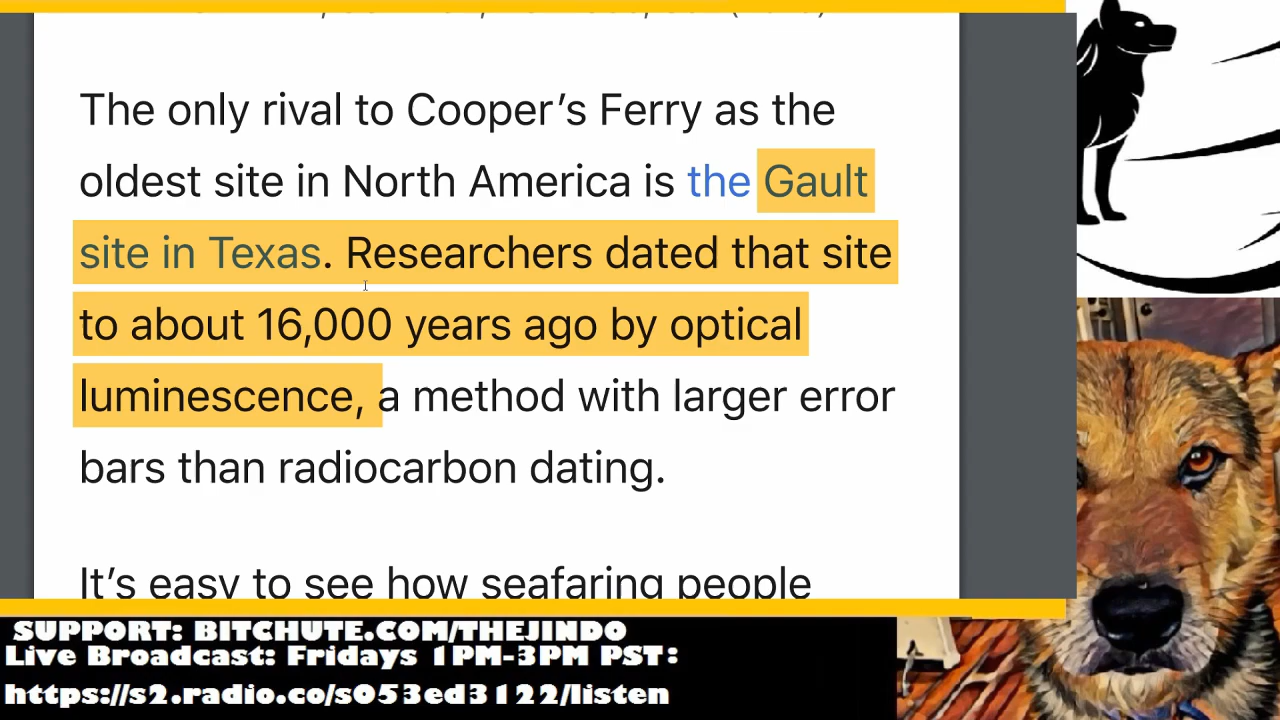 The only rival to Cooper’s Ferry as the
oldest site in North America is the Gault
site in Texas. Researchers dated that site
to about 16,000 years ago by optical
luminescence, a method with larger error
bars than radiocarbon dating.
It’s easy to see how seafaring people
SUPPORT: BITCHUTE.COM/THEJINDO
Live Broadcast: Fridays 1PM-3PM PST:
https://s2.radio.co/s053ed3122/listen